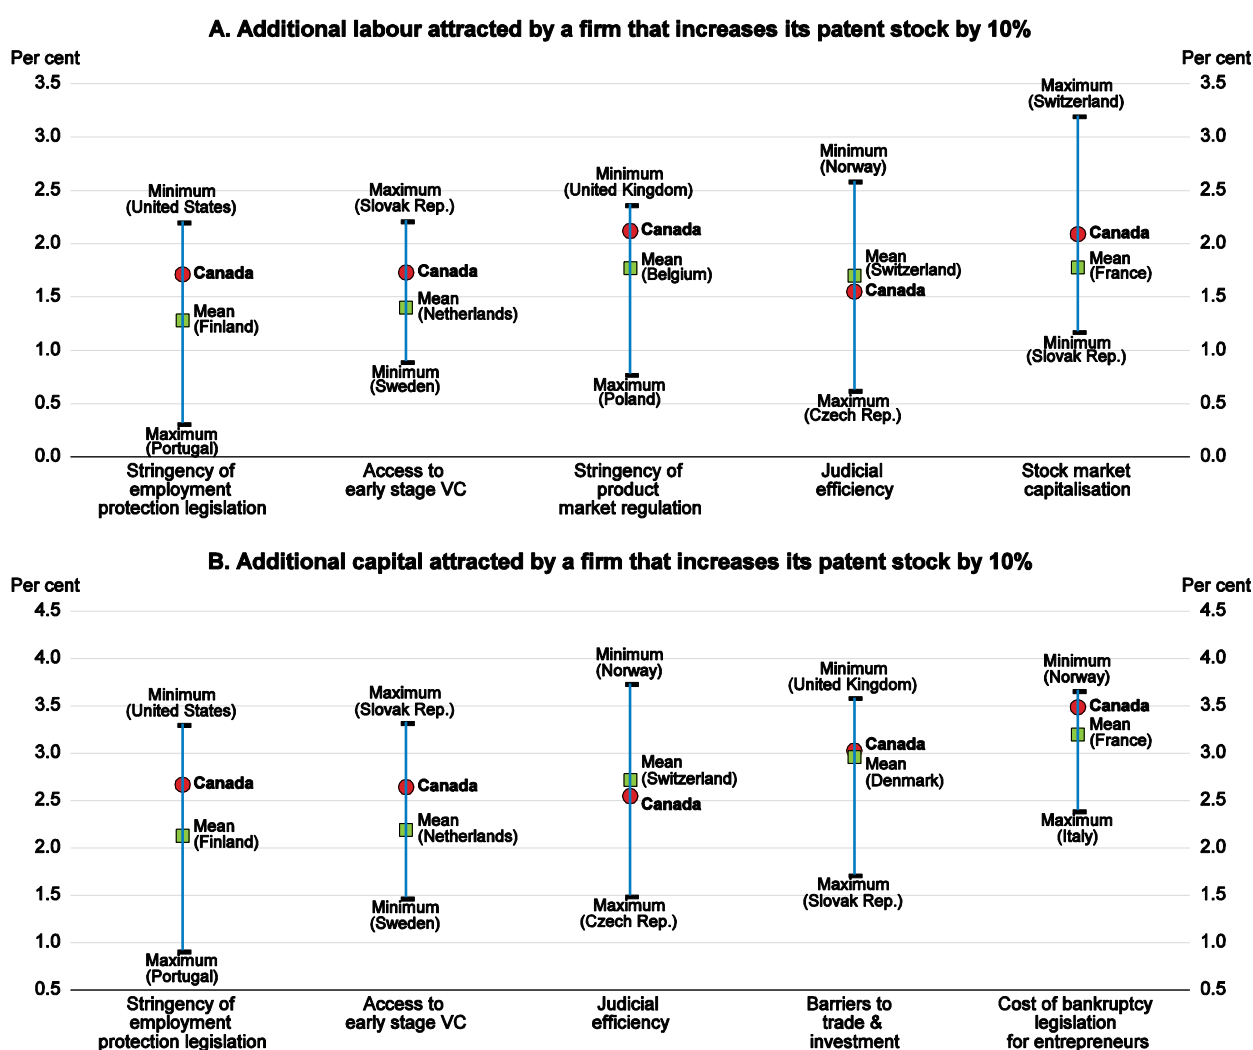 A. Additional labour attracted by a firm that increases its patent stock by 10%
Per cent
Per cent
3.5
3.5
3.0
3.0
2.5
2.5
2.0
2.0
1.5
1.5
1.0
1.0
0.5
0.5
0.0
0.0
Minimum
(United States)
Canada
Mean
(Finland)
Maximum
(Portugal)
Maximum
(Slovak Rep.)
Canada
Mean
(Netherlands)
Minimum
(Sweden)
Minimum
(United Kingdom)
Canada
Mean
(Belgium)
Maximum
(Poland)
Minimum
(Norway)
Mean
(Switzerland)
Canada
Maximum
(Czech Rep.)
Maximum
(Switzerland)
Canada
Mean
(France)
Minimum
(Slovak Rep.)
Stringency of
employment
protection legislation
Access to
early stage VC
Stringency of
product
market regulation
Judicial
efficiency
Stock market
capitalisation
B. Additional capital attracted by a firm that increases its patent stock by 10%
Per cent
Per cent
4.5
4.5
4.0
4.0
3.5
3.5
3.0
3.0
2.5
2.5
2.0
2.0
1.5
1.5
1.0
1.0
0.5
0.5
Minimum
(United States)
Canada
Mean
(Finland)
Maximum
(Portugal)
Maximum
(Slovak Rep.)
Canada
Mean
(Netherlands)
Minimum
(Sweden)
Minimum
(Norway)
Mean
(Switzerland)
Canada
Maximum
(Czech Rep.)
Minimum
(United Kingdom)
Canada
Mean
(Denmark)
Maximum
(Slovak Rep.)
Minimum
(Norway)
Canada
Mean
(France)
Maximum
(Italy)
Stringency of
employment
protection legislation
Access to
early stage VC
Judicial
efficiency
Barriers to
trade &
investment
Cost of bankruptcy
legislation
for entrepreneurs